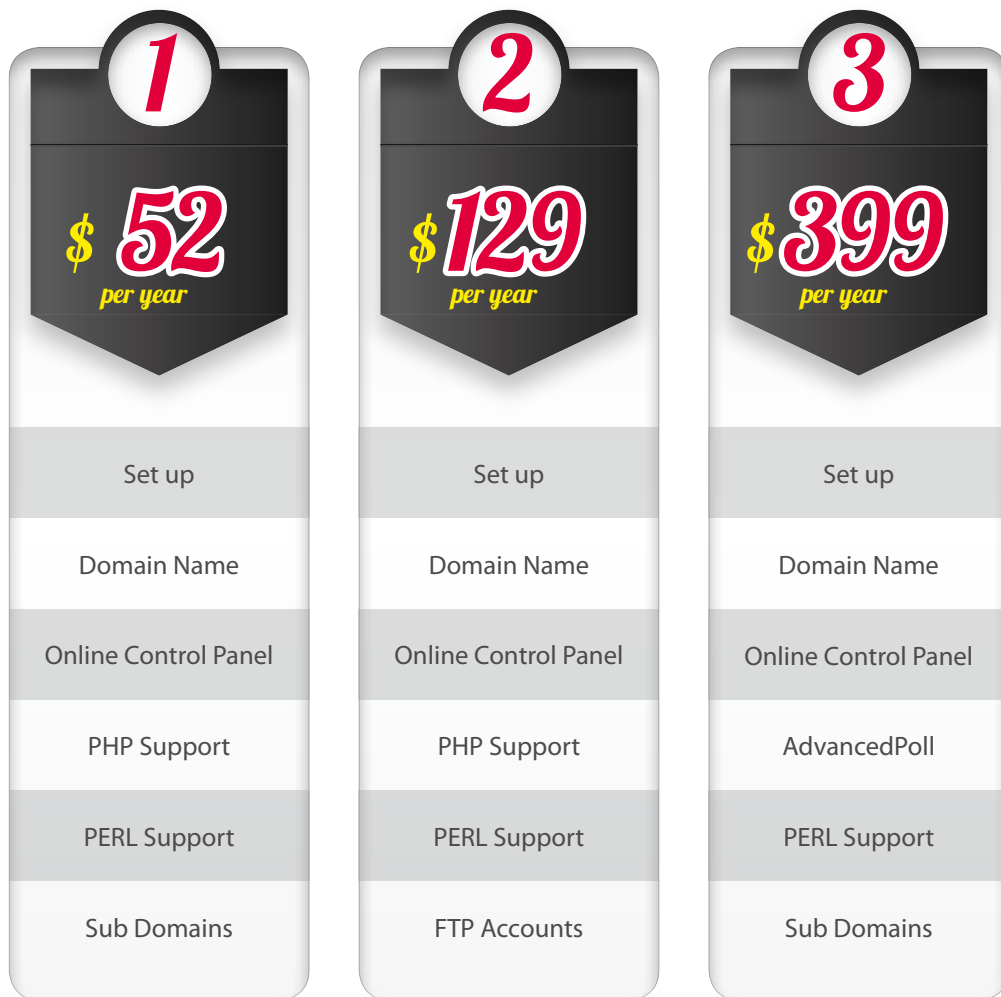 1
$ 52
per year
Set up
Domain Name
Online Control Panel
PHP Support
PERL Support
Sub Domains
2
$ 129
per year
Set up
Domain Name
Online Control Panel
PHP Support
PERL Support
FTP Accounts
3
$ 399
per year
Set up
Domain Name
Online Control Panel
AdvancedPoll
PERL Support
Sub Domains